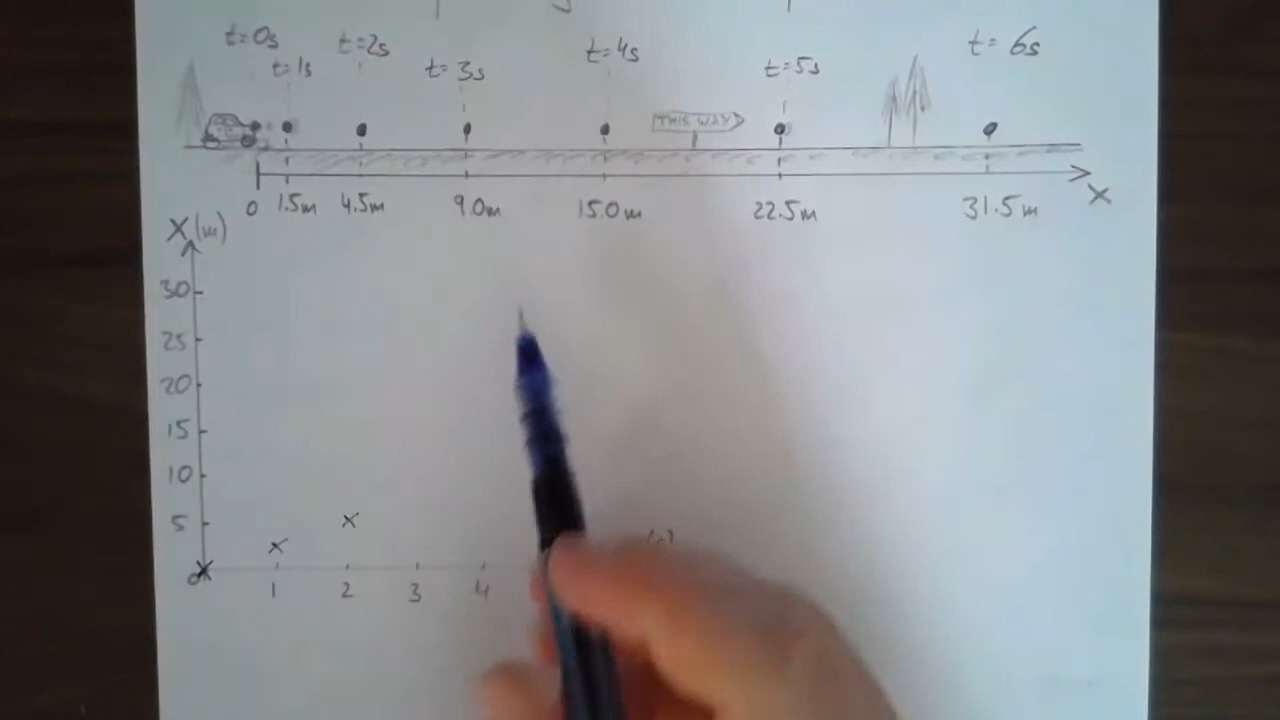 t=0s t=1s t=2s t=3s t=4s t=5s t=6s
THIS WAY
0 1.5m 4.5m 9.0m 15.0m 22.5m 31.5m x
x(m)
30
25
20
15
10
5
0
1 2 3 4